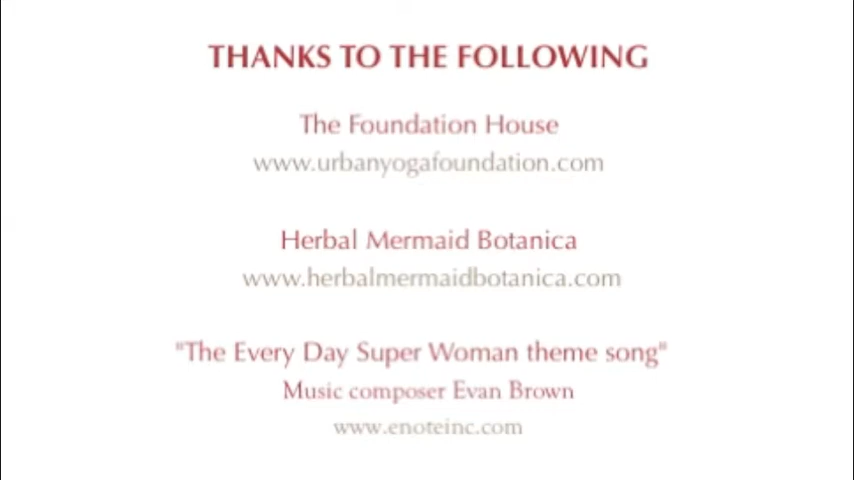 THANKS TO THE FOLLOWING
The Foundation House
www.urbanyogafoundation.com
Herbal Mermaid Botanica
www.herbalmermaidbotanica.com
"The Every Day Super Woman theme song"
Music composer Evan Brown
www.enoteinc.com